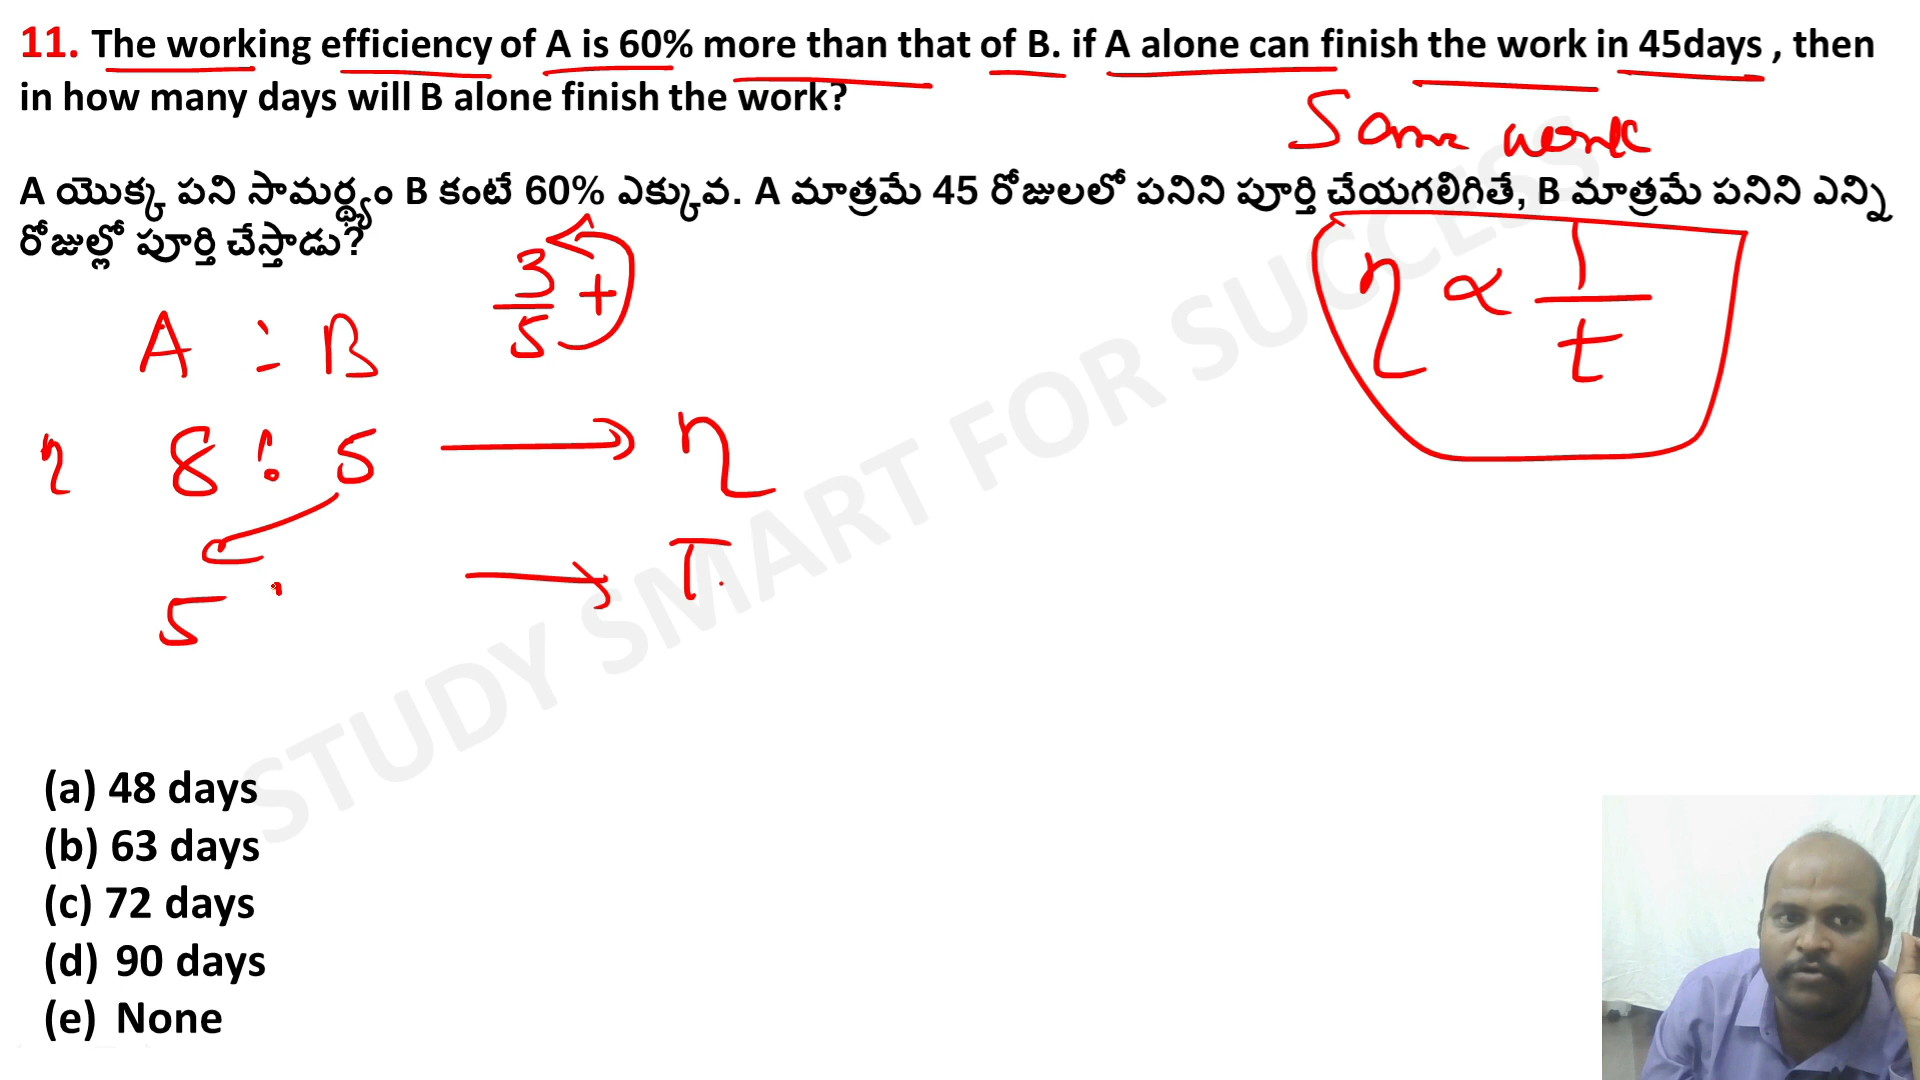 11. The working efficiency of A is 60% more than that of B. if A alone can finish the work in 45days , then
in how many days will B alone finish the work?
Same work
A యొక్క పని సామర్థ్యం B కంటే 60% ఎక్కువ. A మాత్రమే 45 రోజులలో పనిని పూర్తి చేయగలిగితే, B మాత్రమే పనిని ఎన్ని
రోజుల్లో పూర్తి చేస్తాడు?
3/5 +
η ∝ 1/t
A : B
η 8 : 5 → η
5 : → T
STUDY SMART FOR SUCCESS
(a) 48 days
(b) 63 days
(c) 72 days
(d) 90 days
(e) None